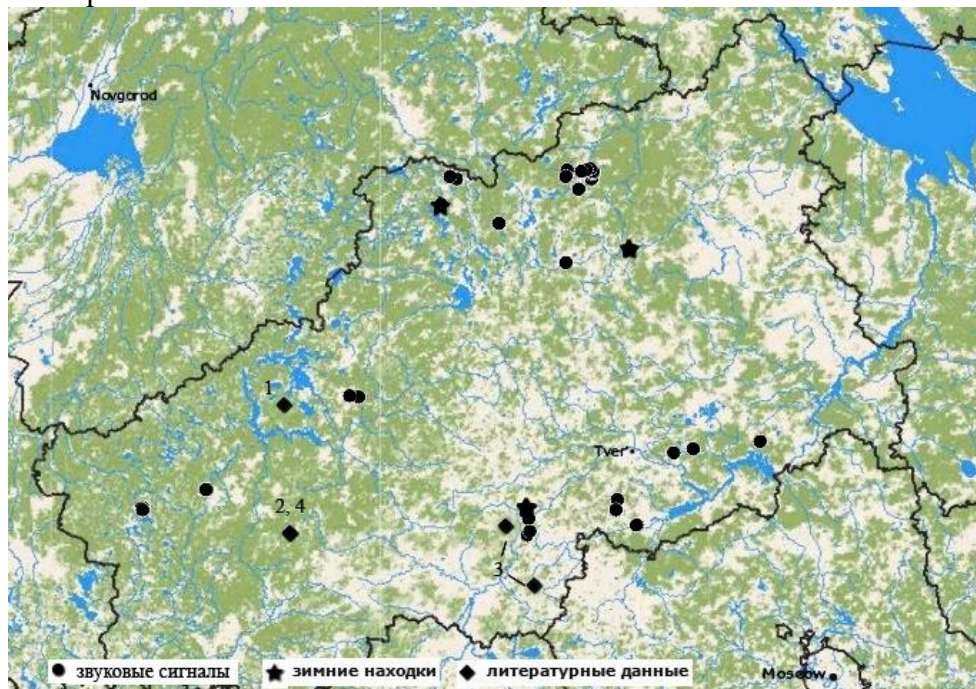 Novgorod
1
Tver'
2, 4
3
звуковые сигналы
зимние находки
литературные данные
Moscow